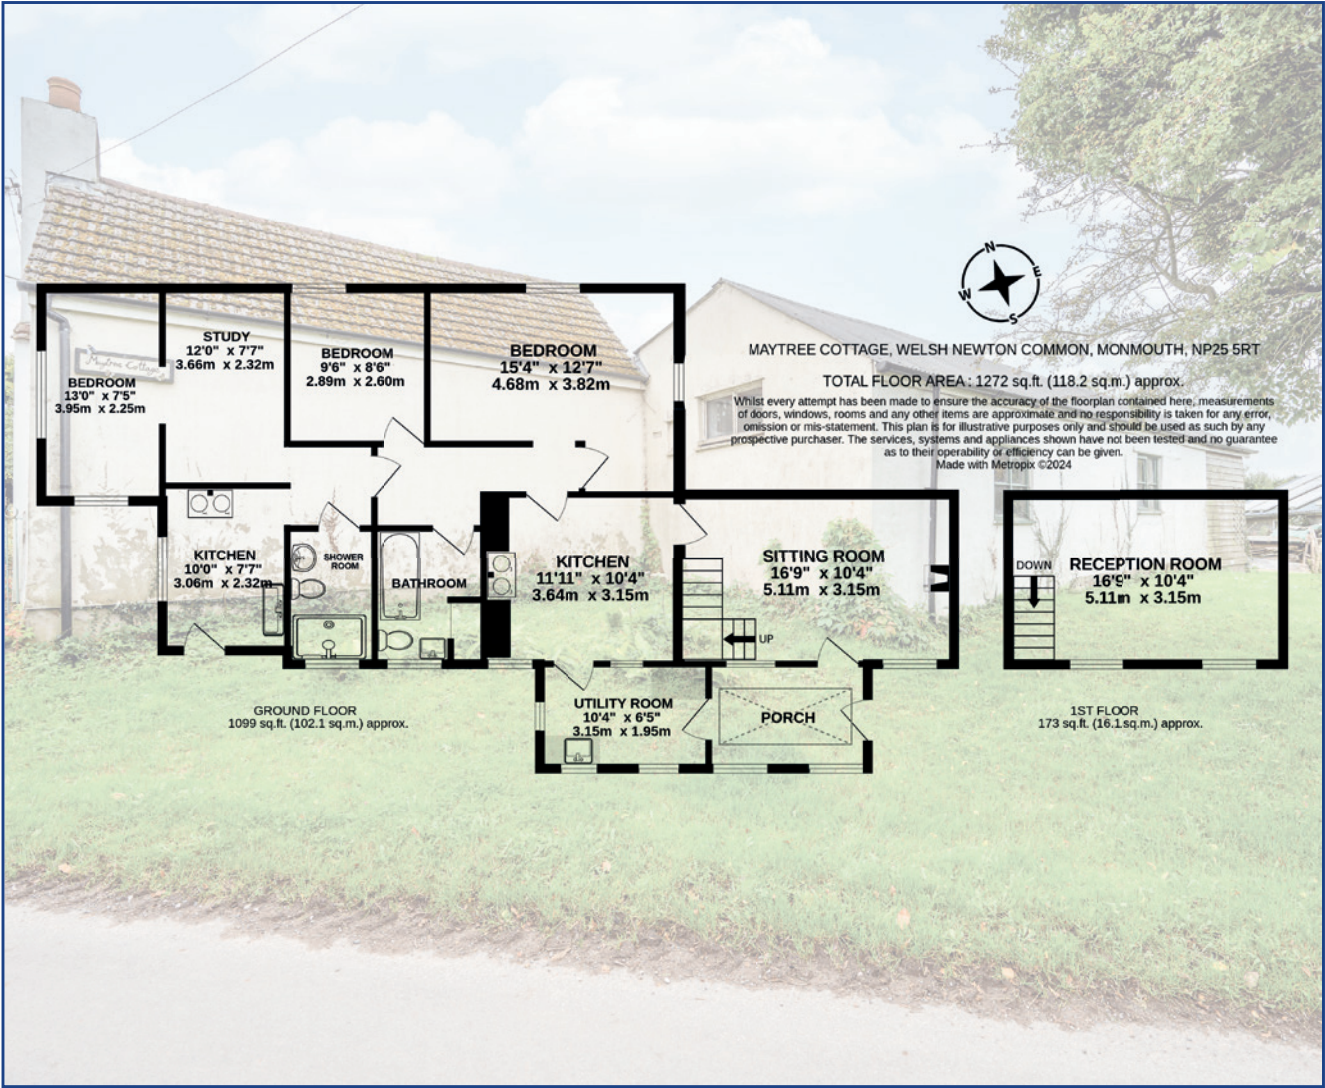 N
E
W
S
MAYTREE COTTAGE, WELSH NEWTON COMMON, MONMOUTH, NP25 5RT
TOTAL FLOOR AREA : 1272 sq.ft. (118.2 sq.m.) approx.
Whilst every attempt has been made to ensure the accuracy of the floorplan contained here, measurements
of doors, windows, rooms and any other items are approximate and no responsibility is taken for any error,
omission or mis-statement. This plan is for illustrative purposes only and should be used as such by any
prospective purchaser. The services, systems and appliances shown have not been tested and no guarantee
as to their operability or efficiency can be given.
Made with Metropix ©2024
STUDY
12'0" x 7'7"
3.66m x 2.32m
BEDROOM
9'6" x 8'6"
2.89m x 2.60m
BEDROOM
15'4" x 12'7"
4.68m x 3.82m
Maytree Cottage
BEDROOM
13'0" x 7'5"
3.95m x 2.25m
KITCHEN
10'0" x 7'7"
3.06m x 2.32m
SHOWER
ROOM
BATHROOM
KITCHEN
11'11" x 10'4"
3.64m x 3.15m
SITTING ROOM
16'9" x 10'4"
5.11m x 3.15m
UP
DOWN
RECEPTION ROOM
16'9" x 10'4"
5.11m x 3.15m
UTILITY ROOM
10'4" x 6'5"
3.15m x 1.95m
PORCH
GROUND FLOOR
1099 sq.ft. (102.1 sq.m.) approx.
1ST FLOOR
173 sq.ft. (16.1 sq.m.) approx.